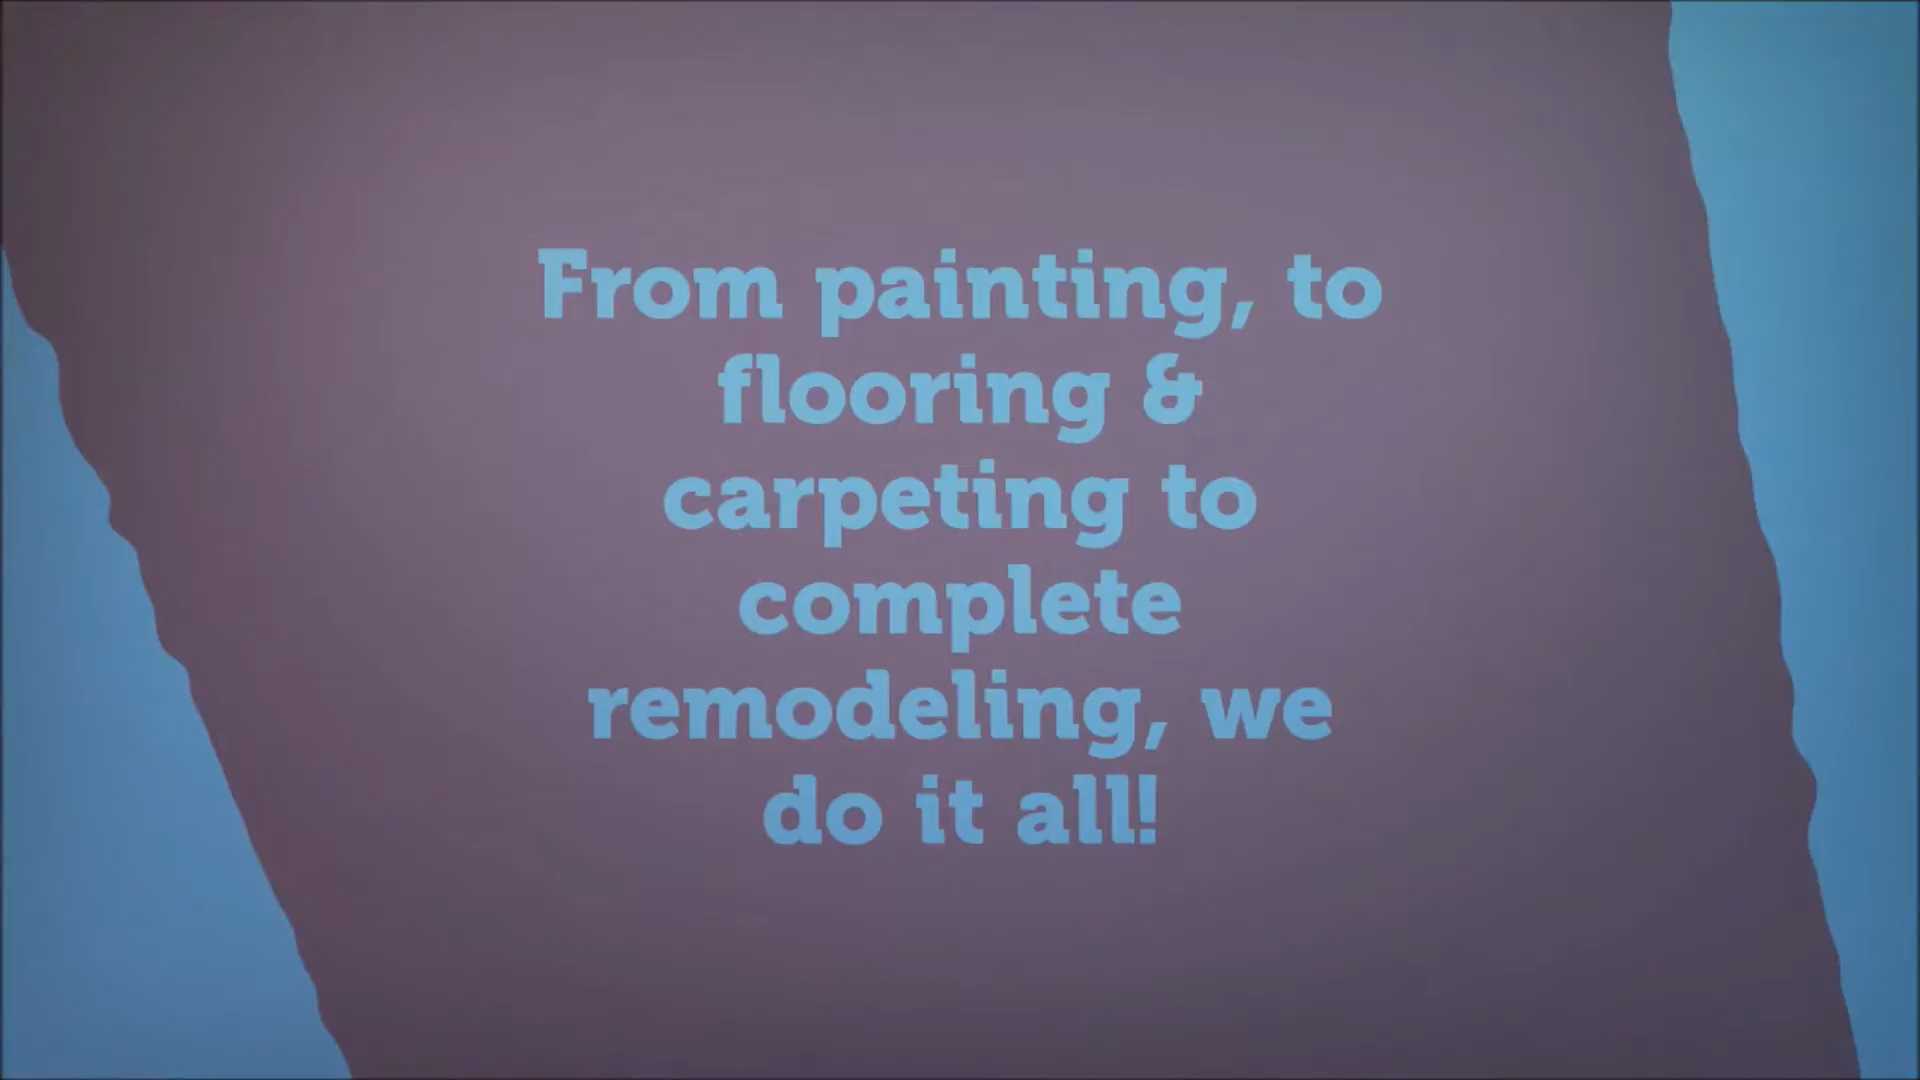 From painting, to
flooring &
carpeting to
complete
remodeling, we
do it all!